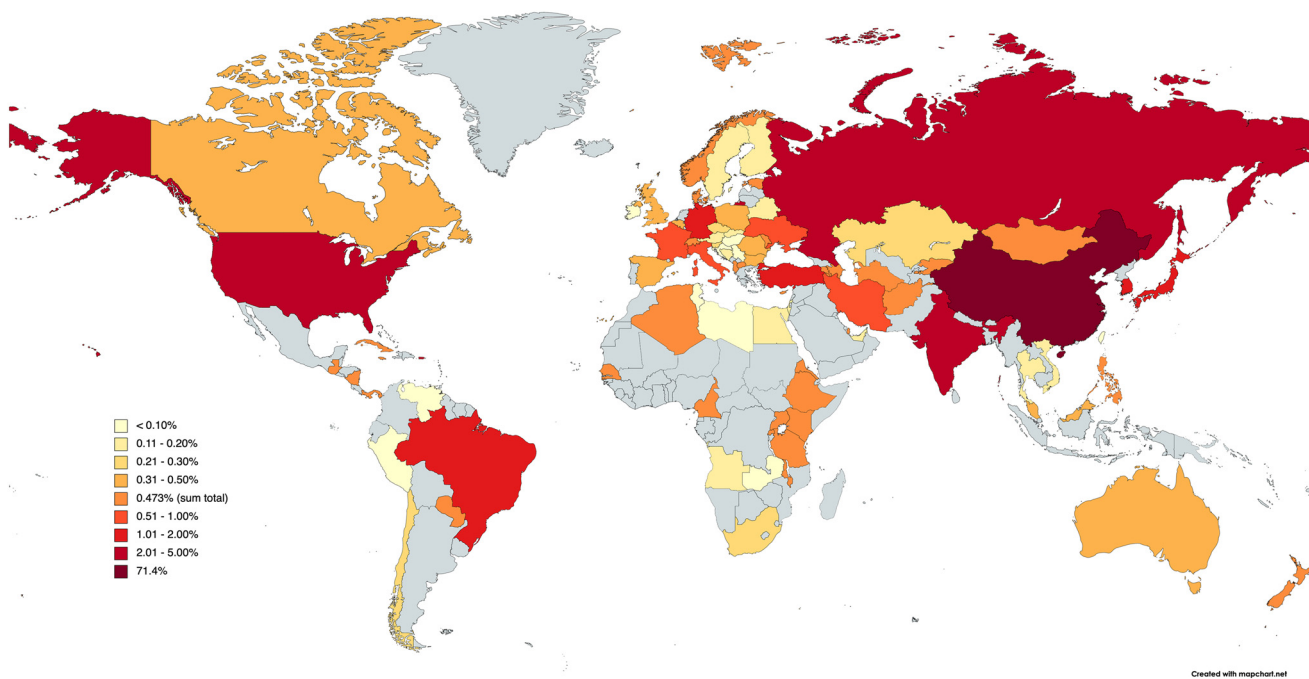 < 0.10%
0.11 - 0.20%
0.21 - 0.30%
0.31 - 0.50%
0.473% (sum total)
0.51 - 1.00%
1.01 - 2.00%
2.01 - 5.00%
71.4%
Created with mapchart.net